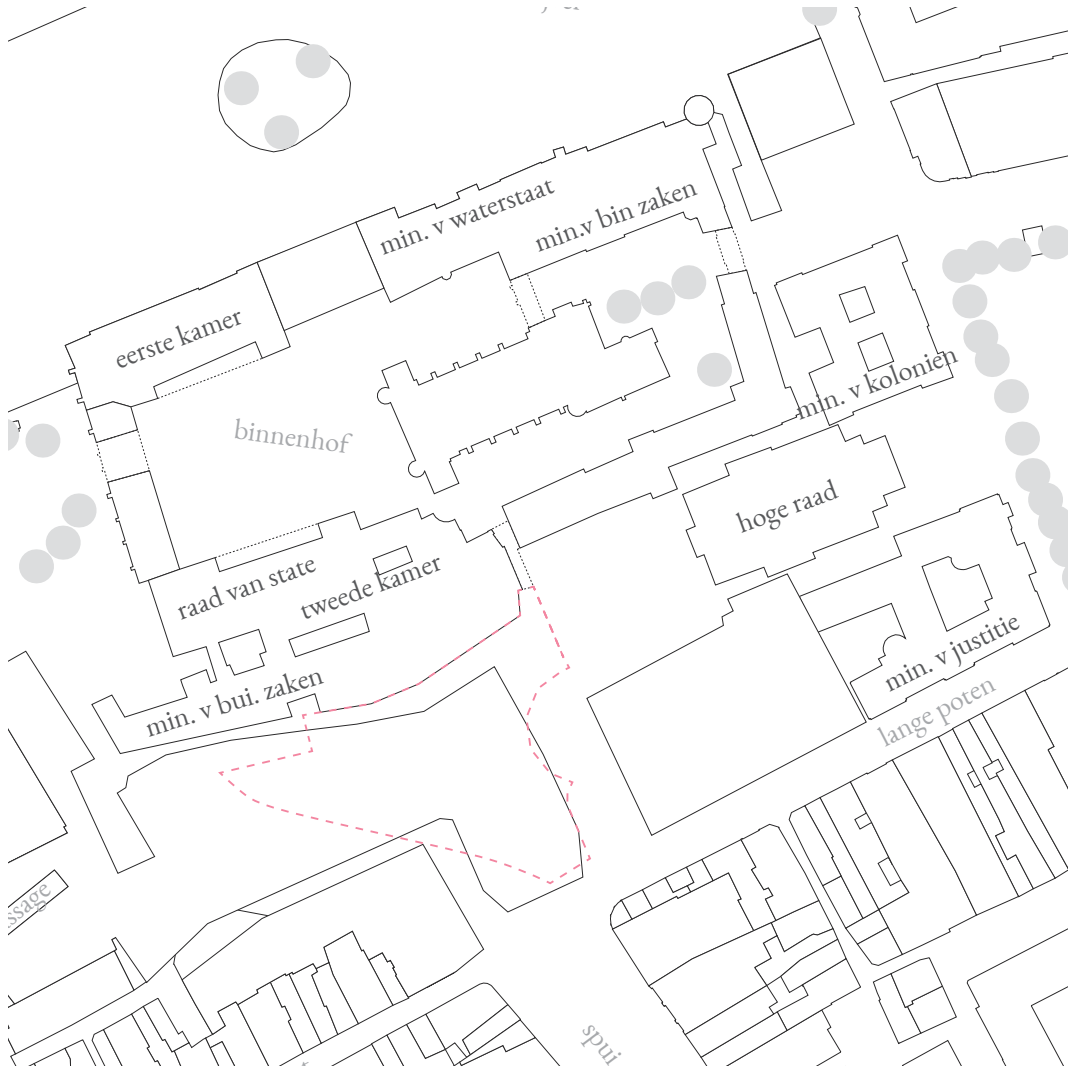 min. v waterstaat
min.v bin zaken
eerste kamer
min. v kolonien
binnenhof
hoge raad
raad van state
tweede kamer
min. v justitie
min. v bui. zaken
lange poten
spui